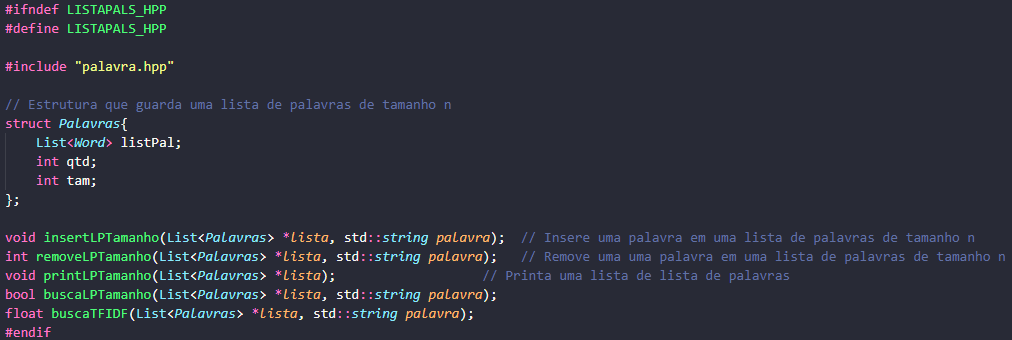 #ifndef LISTAPALS_HPP
#define LISTAPALS_HPP

#include "palavra.hpp"

// Estrutura que guarda uma lista de palavras de tamanho n
struct Palavras{
    List<Word> listPal;
    int qtd;
    int tam;
};

void insertLPTamanho(List<Palavras> *lista, std::string palavra);  // Insere uma palavra em uma lista de palavras de tamanho n
int removeLPTamanho(List<Palavras> *lista, std::string palavra);   // Remove uma uma palavra em uma lista de palavras de tamanho n
void printLPTamanho(List<Palavras> *lista);                   // Printa uma lista de lista de palavras
bool buscaLPTamanho(List<Palavras> *lista, std::string palavra);
float buscaTFIDF(List<Palavras> *lista, std::string palavra);
#endif